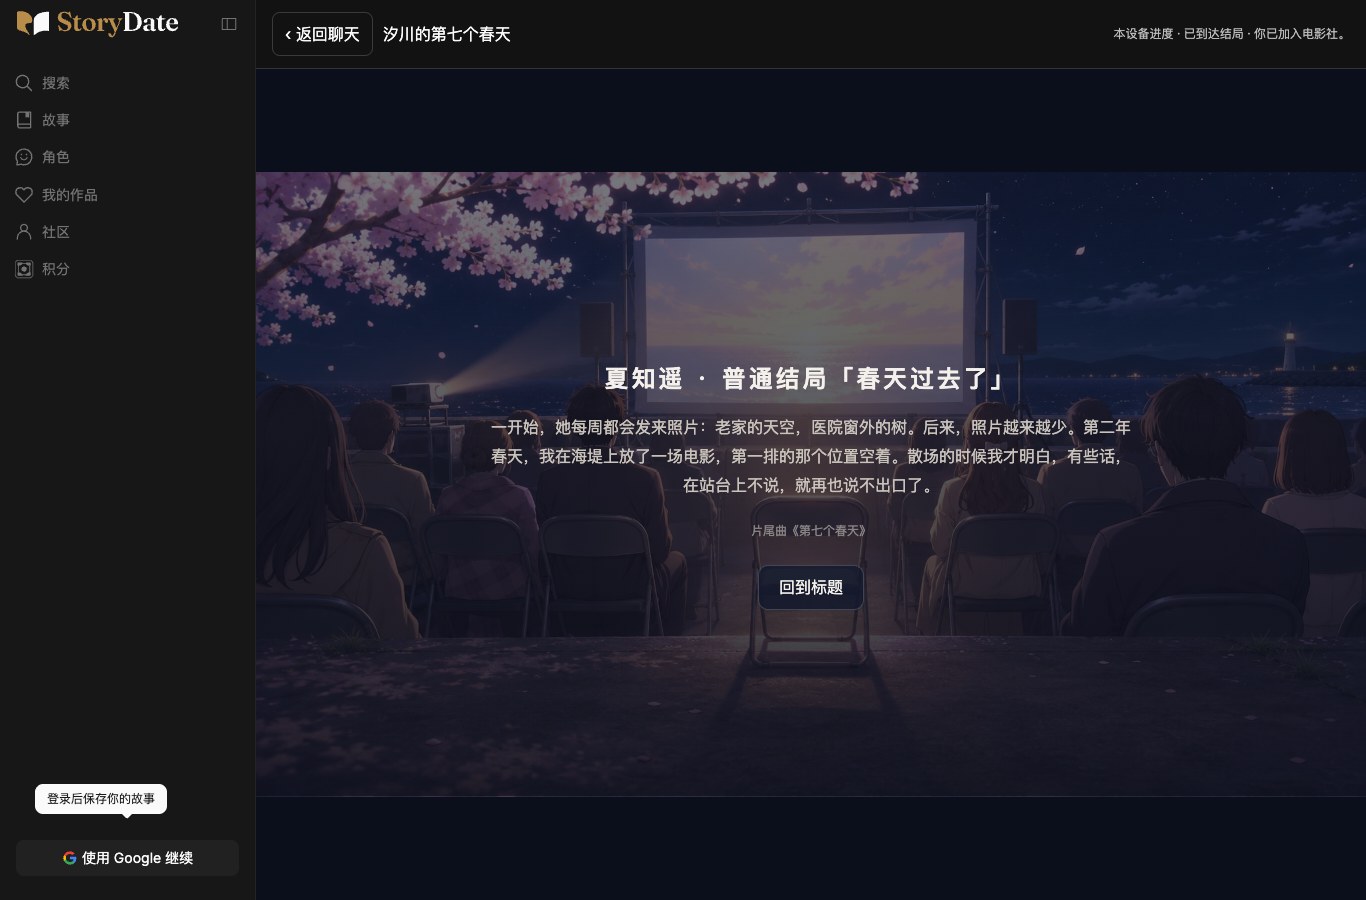 StoryDate
搜索
故事
角色
我的作品
社区
积分
登录后保存你的故事
使用 Google 继续
‹ 返回聊天
汐川的第七个春天
本设备进度 · 已到达结局 · 你已加入电影社。
夏知遥 · 普通结局「春天过去了」
一开始，她每周都会发来照片：老家的天空，医院窗外的树。后来，照片越来越少。第二年
春天，我在海堤上放了一场电影，第一排的那个位置空着。散场的时候我才明白，有些话，
在站台上不说，就再也说不出口了。
片尾曲《第七个春天》
回到标题